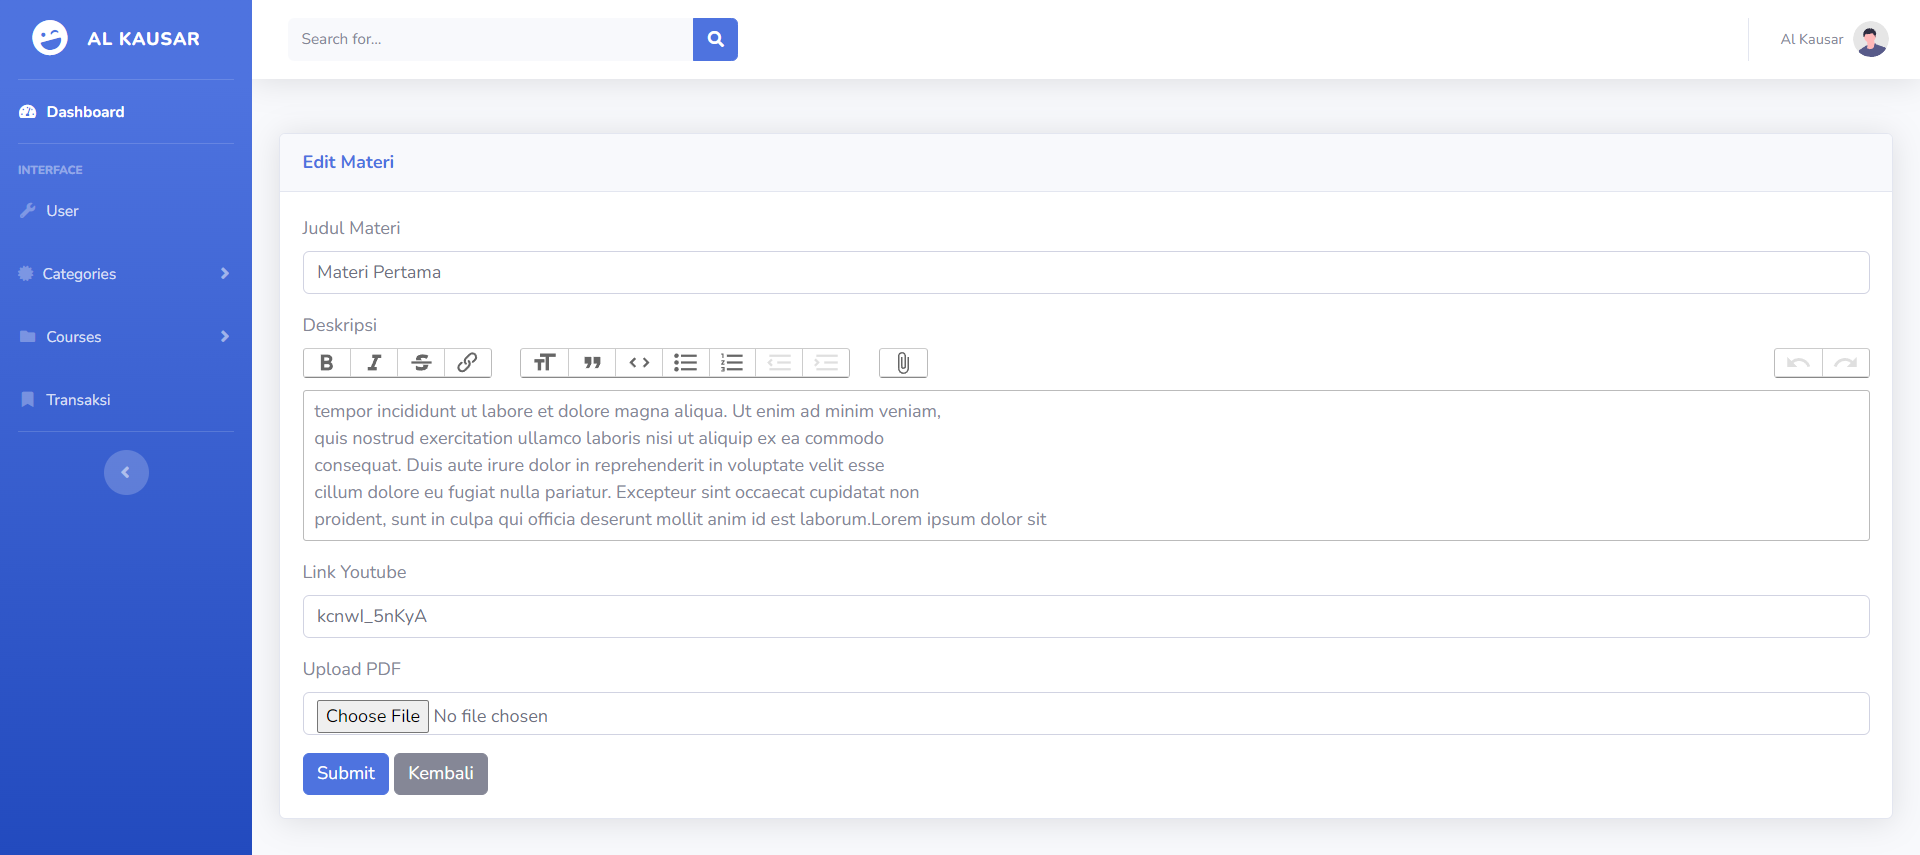 AL KAUSAR
Search for...
Al Kausar
Dashboard
INTERFACE
User
Categories
Courses
Transaksi
Edit Materi
Judul Materi
Materi Pertama
Deskripsi
tempor incididunt ut labore et dolore magna aliqua. Ut enim ad minim veniam,
quis nostrud exercitation ullamco laboris nisi ut aliquip ex ea commodo
consequat. Duis aute irure dolor in reprehenderit in voluptate velit esse
cillum dolore eu fugiat nulla pariatur. Excepteur sint occaecat cupidatat non
proident, sunt in culpa qui officia deserunt mollit anim id est laborum.Lorem ipsum dolor sit
Link Youtube
kcnwI_5nKyA
Upload PDF
Choose File No file chosen
Submit Kembali